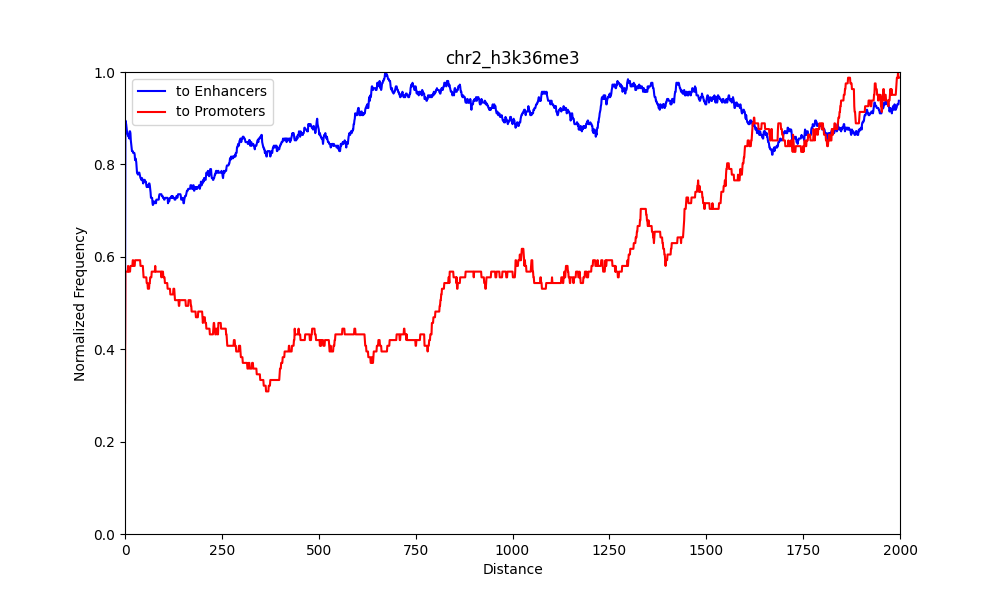 chr2_h3k36me3
to Enhancers
to Promoters
Normalized Frequency
1.0
0.8
0.6
0.4
0.2
0.0
0 250 500 750 1000 1250 1500 1750 2000
Distance